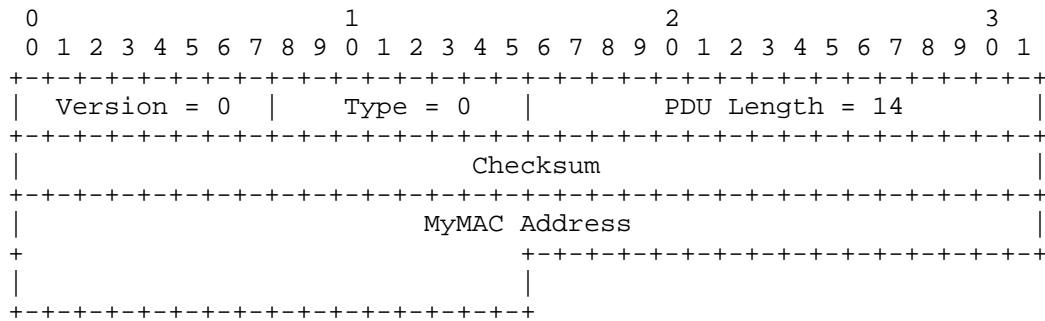 0                   1                   2                   3
 0 1 2 3 4 5 6 7 8 9 0 1 2 3 4 5 6 7 8 9 0 1 2 3 4 5 6 7 8 9 0 1
+-+-+-+-+-+-+-+-+-+-+-+-+-+-+-+-+-+-+-+-+-+-+-+-+-+-+-+-+-+-+-+-+
|  Version = 0  |    Type = 0   |        PDU Length = 14        |
+-+-+-+-+-+-+-+-+-+-+-+-+-+-+-+-+-+-+-+-+-+-+-+-+-+-+-+-+-+-+-+-+
|                            Checksum                           |
+-+-+-+-+-+-+-+-+-+-+-+-+-+-+-+-+-+-+-+-+-+-+-+-+-+-+-+-+-+-+-+-+
|                         MyMAC Address                         |
+                               +-+-+-+-+-+-+-+-+-+-+-+-+-+-+-+-+
|                               |
+-+-+-+-+-+-+-+-+-+-+-+-+-+-+-+-+